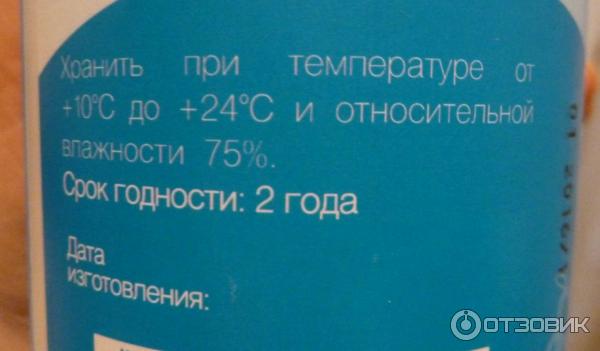 Хранить при температуре от
+10°C до +24°C и относительной
влажности 75%.
Срок годности: 2 года
Дата
изготовления:
ОТЗОВИК